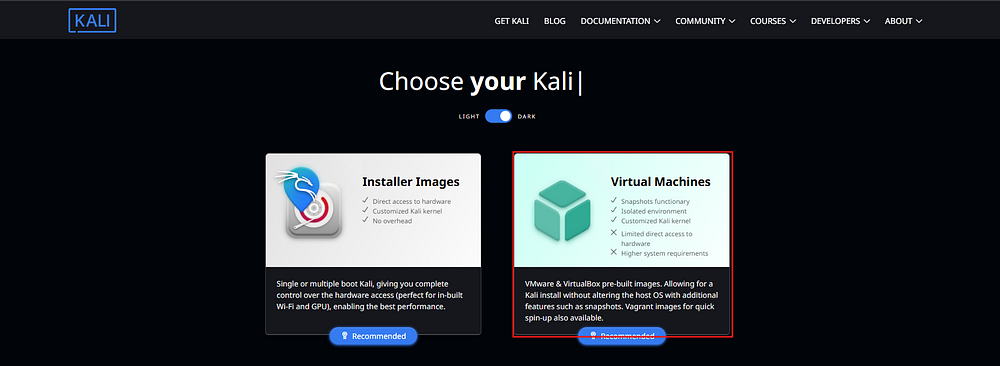 KALI
GET KALI BLOG DOCUMENTATION COMMUNITY COURSES DEVELOPERS ABOUT
Choose your Kali|
LIGHT DARK
Installer Images
Direct access to hardware
Customized Kali kernel
No overhead
Single or multiple boot Kali, giving you complete
control over the hardware access (perfect for in-built
Wi-Fi and GPU), enabling the best performance.
Recommended
Virtual Machines
Snapshots functionary
Isolated environment
Customized Kali kernel
Limited direct access to
hardware
Higher system requirements
VMware & VirtualBox pre-built images. Allowing for a
Kali install without altering the host OS with additional
features such as snapshots. Vagrant images for quick
spin-up also available.
Recommended